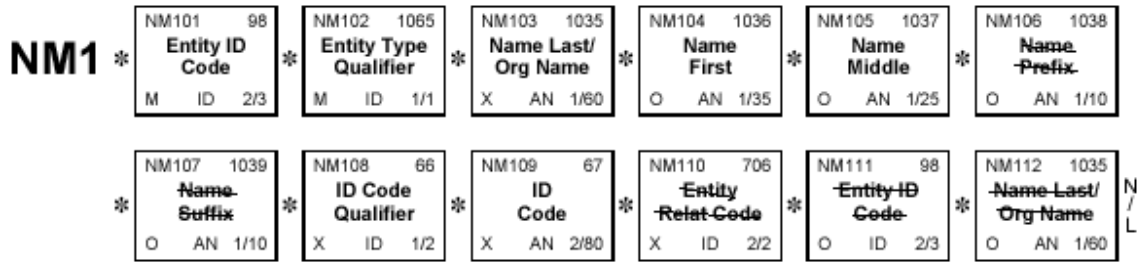 NM101 98 NM102 1065 NM103 1035 NM104 1036 NM105 1037 NM106 1038
NM1 * Entity ID * Entity Type * Name Last/ * Name * Name * Name
Code Qualifier Org Name First Middle Prefix
M ID 2/3 M ID 1/1 X AN 1/60 O AN 1/35 O AN 1/25 O AN 1/10
NM107 1039 NM108 66 NM109 67 NM110 706 NM111 98 NM112 1035
* Name * ID Code * ID * Entity * Entity ID * Name Last/ N
Suffix Qualifier Code Relat Code Code Org Name /
O AN 1/10 X ID 1/2 X AN 2/80 X ID 2/2 O ID 2/3 O AN 1/60 L